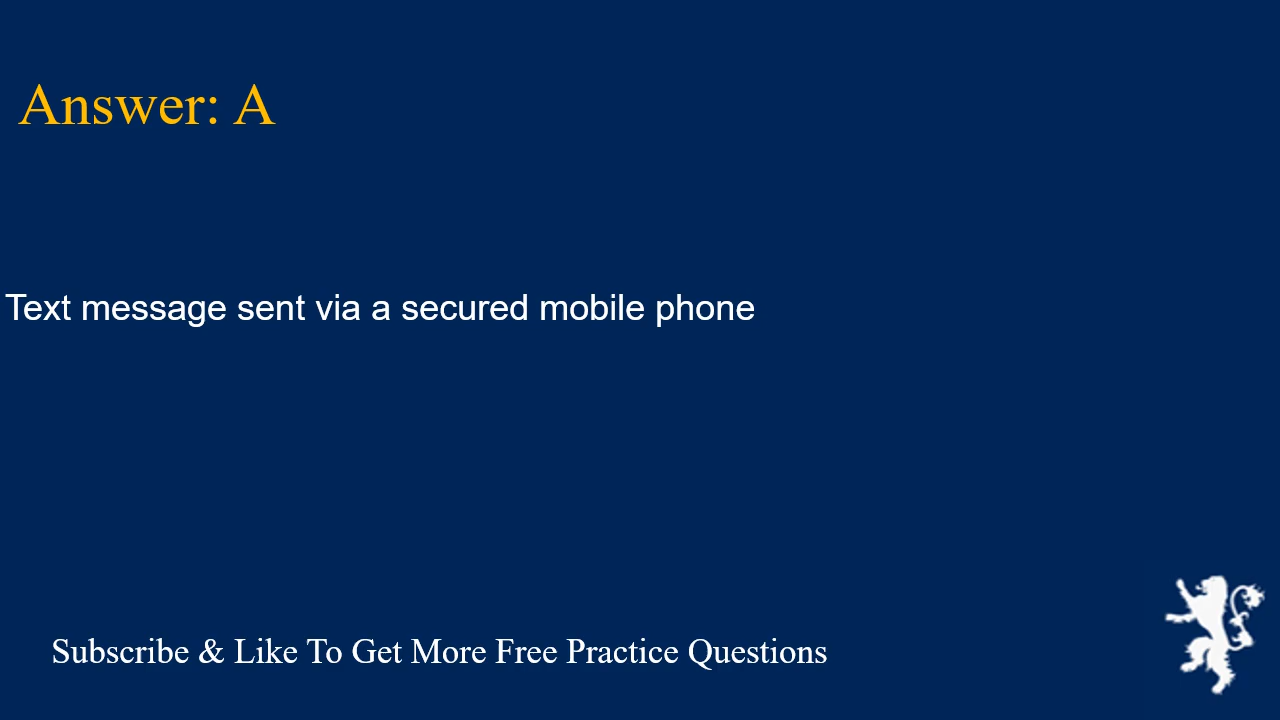 Answer: A
Text message sent via a secured mobile phone
Subscribe & Like To Get More Free Practice Questions